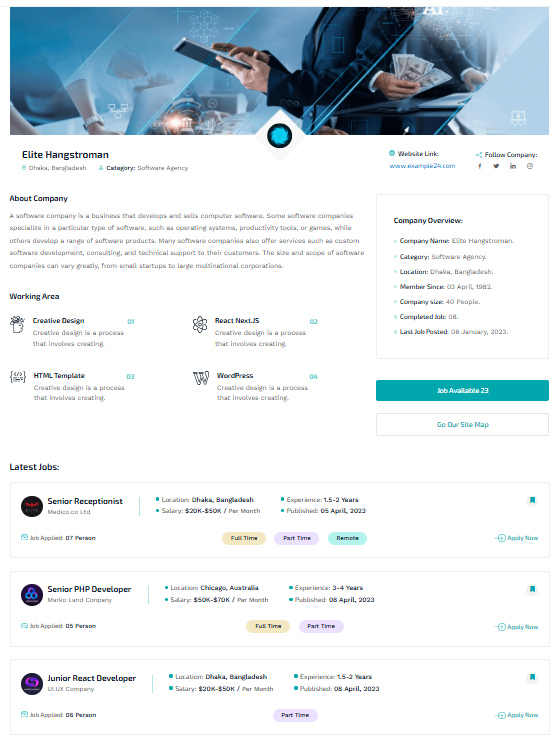 Ai
Elite Hangstroman
Dhaka, Bangladesh Category: Software Agency
Website Link:
www.example24.com
Follow Company:
About Company
A software company is a business that develops and sells computer software. Some software companies
specialize in a particular type of software, such as operating systems, productivity tools, or games, while
others develop a range of software products. Many software companies also offer services such as custom
software development, consulting, and technical support to their customers. The size and scope of software
companies can vary greatly, from small startups to large multinational corporations.
Working Area
Creative Design 01
Creative design is a process
that involves creating.
React NextJS 02
Creative design is a process
that involves creating.
HTML Template 03
Creative design is a process
that involves creating.
WordPress 04
Creative design is a process
that involves creating.
Company Overview:
Company Name: Elite Hangstroman.
Category: Software Agency.
Location: Dhaka, Bangladesh.
Member Since: 03 April, 1982.
Company size: 40 People.
Completed Job: 08.
Last Job Posted: 06 January, 2023.
Job Available 23
Go Our Site Map
Latest Jobs:
Senior Receptionist
Medico.co Ltd
Location: Dhaka, Bangladesh
Salary: $20K-$50K / Per Month
Experience: 1.5-2 Years
Published: 05 April, 2023
Job Applied: 07 Person
Full Time Part Time Remote
Apply Now
Senior PHP Developer
Marko Land Conpany
Location: Chicago, Australia
Salary: $50K-$70K / Per Month
Experience: 3-4 Years
Published: 08 April, 2023
Job Applied: 05 Person
Full Time Part Time
Apply Now
Junior React Developer
UI.UX Company
Location: Dhaka, Bangladesh
Salary: $20K-$50K / Per Month
Experience: 1.5-2 Years
Published: 08 April, 2023
Job Applied: 06 Person
Part Time
Apply Now